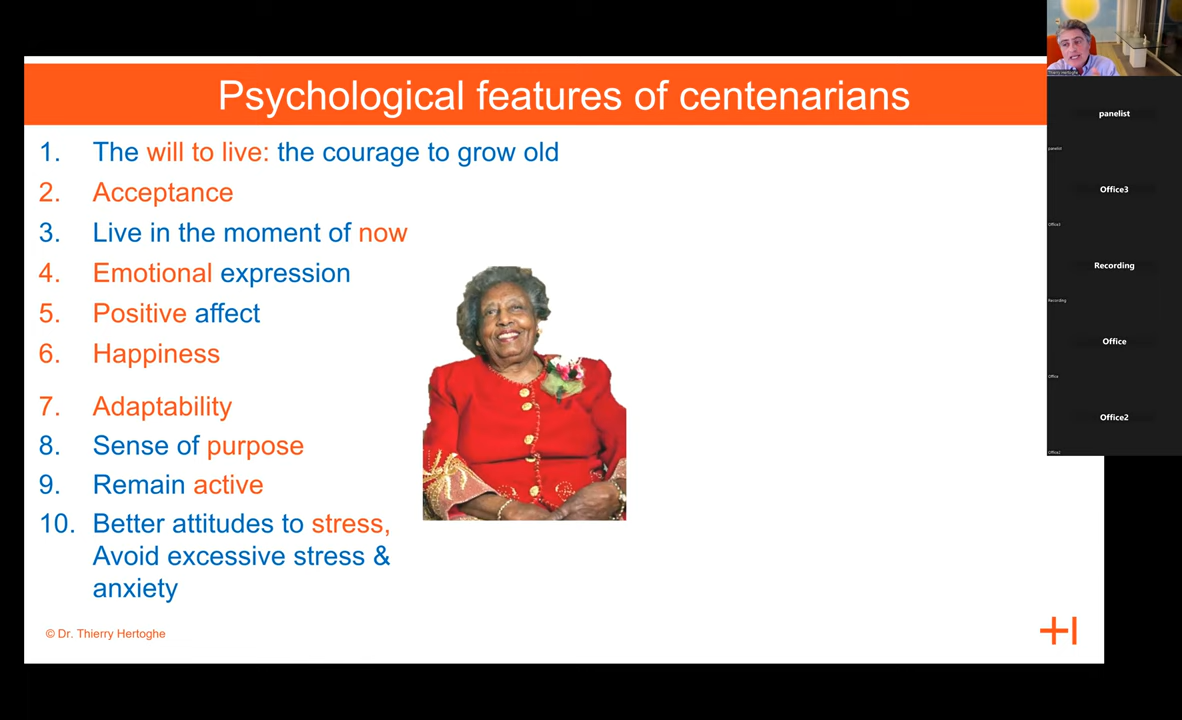 Psychological features of centenarians
1. The will to live: the courage to grow old
2. Acceptance
3. Live in the moment of now
4. Emotional expression
5. Positive affect
6. Happiness
7. Adaptability
8. Sense of purpose
9. Remain active
10. Better attitudes to stress,
Avoid excessive stress &
anxiety
© Dr. Thierry Hertoghe
Thierry Hertoghe
panelist
panelist
Office3
Office3
Recording
Recording
Office
Office
Office2
Office2